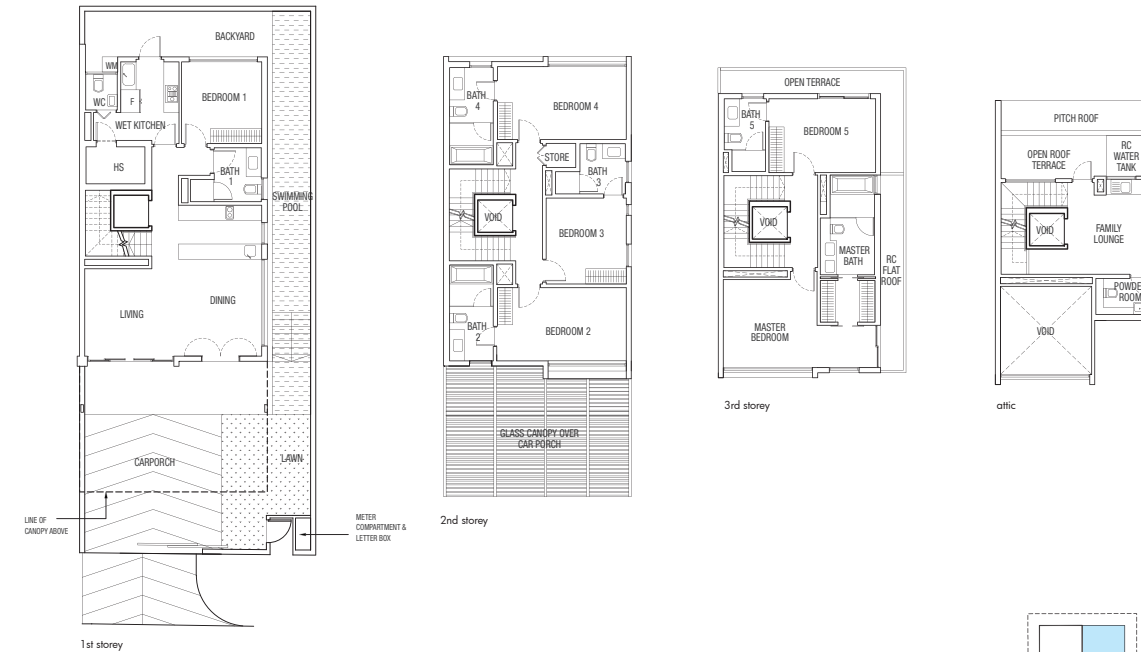 BACKYARD
WM
WC
F
BEDROOM 1
WET KITCHEN
HS
BATH
1
SWIMMING
POOL
DINING
LIVING
CARPORCH
LAWN
LINE OF
CANOPY ABOVE
METER
COMPARTMENT &
LETTER BOX
1st storey
BATH
4
BEDROOM 4
STORE
BATH
3
VOID
BEDROOM 3
BATH
2
BEDROOM 2
GLASS CANOPY OVER
CAR PORCH
2nd storey
OPEN TERRACE
BATH
5
BEDROOM 5
VOID
MASTER
BATH
RC
FLAT
ROOF
MASTER
BEDROOM
3rd storey
PITCH ROOF
OPEN ROOF
TERRACE
RC
WATER
TANK
VOID
FAMILY
LOUNGE
POWDE
ROOM
VOID
attic